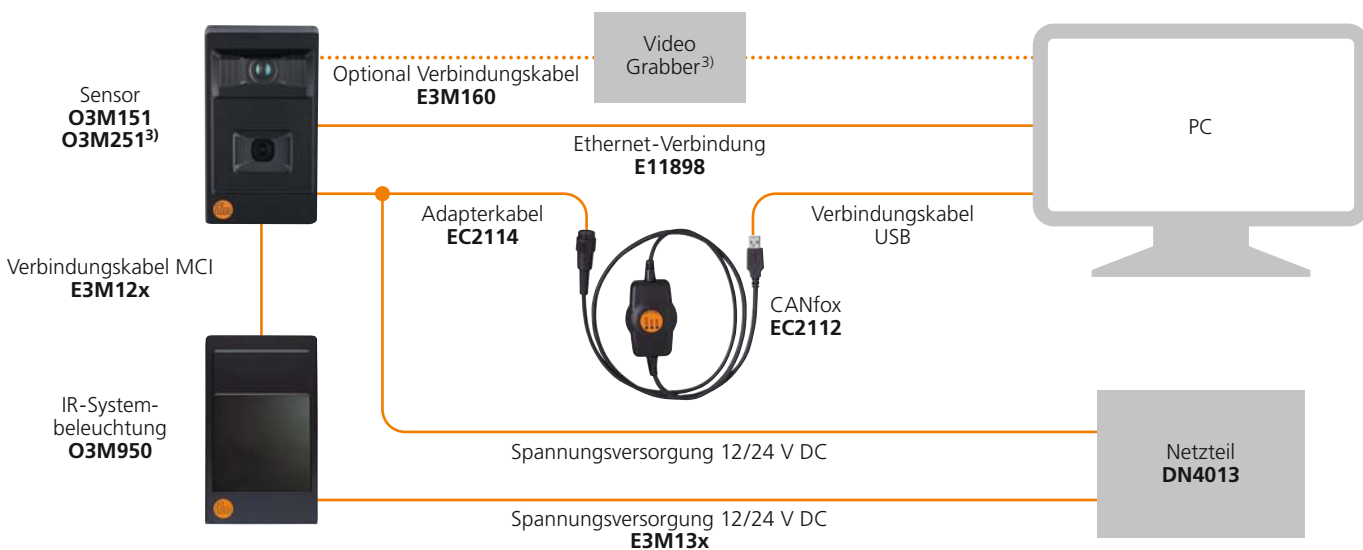 Video
Grabber3)
Optional Verbindungskabel
E3M160
Sensor
O3M151
O3M2513)
PC
Ethernet-Verbindung
E11898
Adapterkabel
EC2114
Verbindungskabel
USB
Verbindungskabel MCI
E3M12x
CANfox
EC2112
IR-System-
beleuchtung
O3M950
Spannungsversorgung 12/24 V DC
Netzteil
DN4013
Spannungsversorgung 12/24 V DC
E3M13x